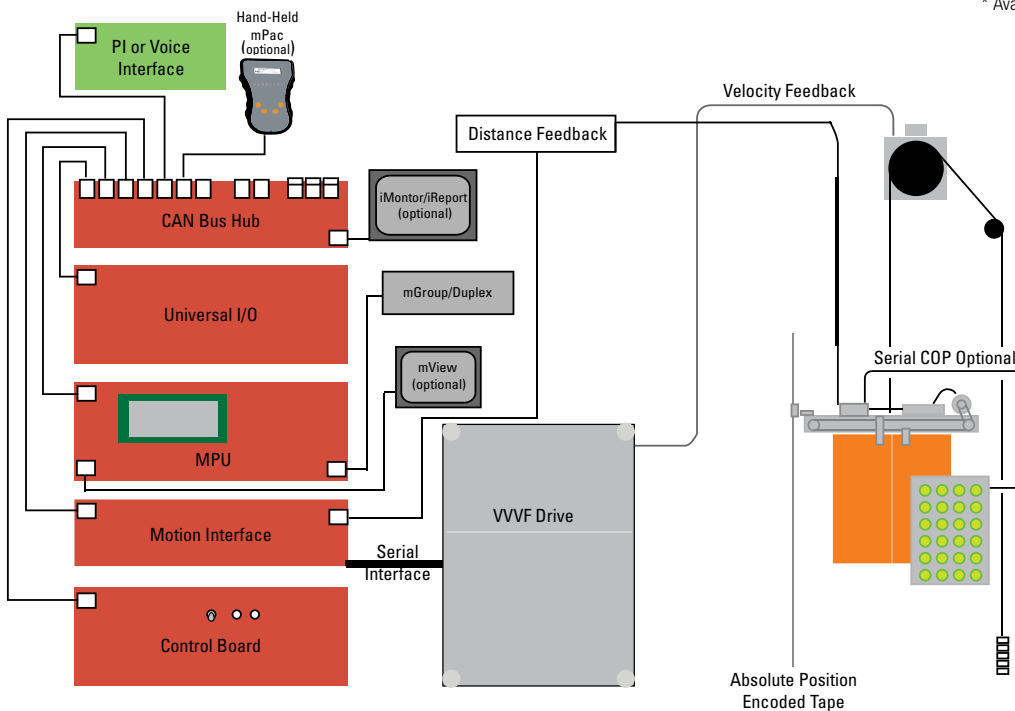 * Ava
Hand-Held
mPac
(optional)
PI or Voice
Interface
Velocity Feedback
Distance Feedback
iMontor/iReport
(optional)
CAN Bus Hub
mGroup/Duplex
Universal I/O
mView
(optional)
Serial COP Optional
MPU
VVVF Drive
Motion Interface
Serial
Interface
Control Board
Absolute Position
Encoded Tape